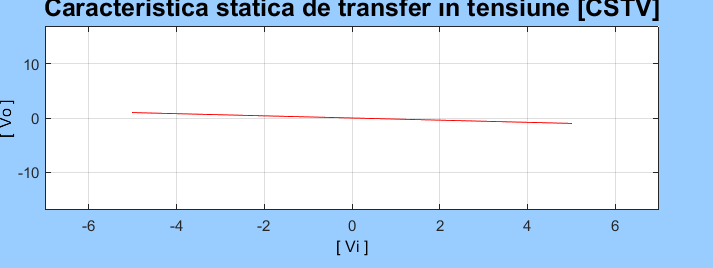 Caracteristica statica de transfer in tensiune [CSTV]
10
0
-10
[ Vo ]
-6 -4 -2 0 2 4 6
[ Vi ]